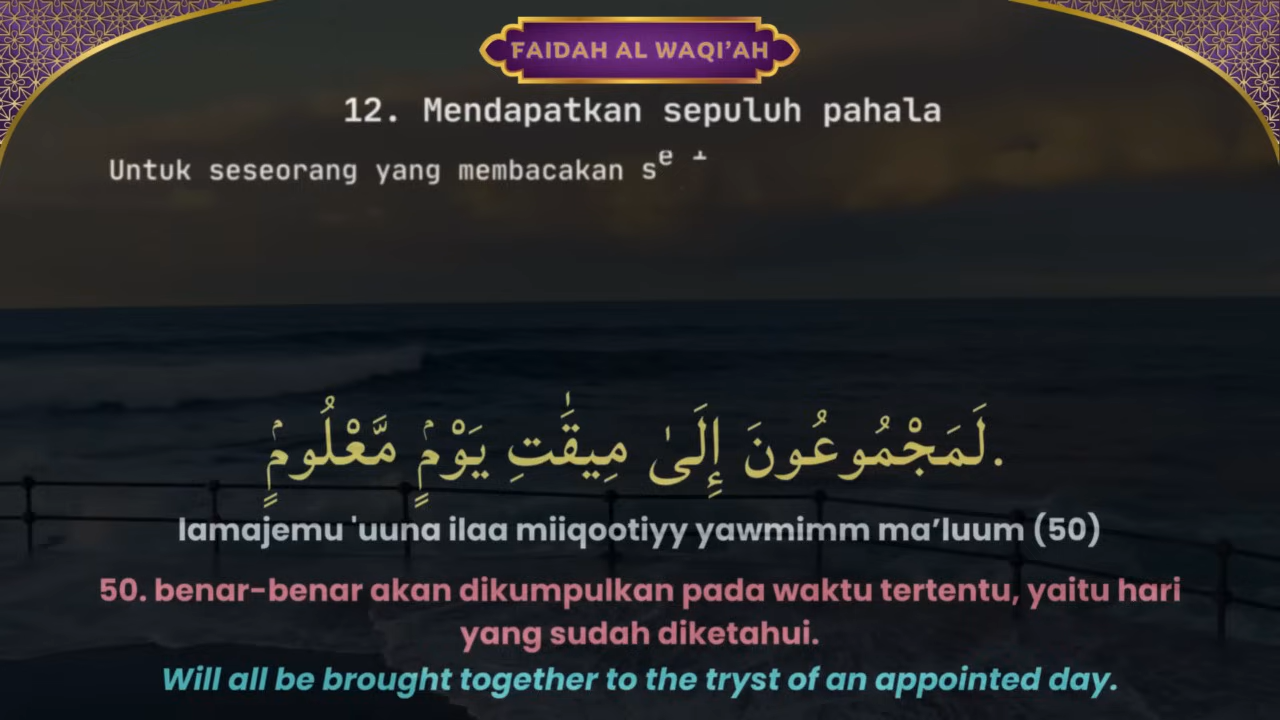 FAIDAH AL WAQI'AH
12. Mendapatkan sepuluh pahala
Untuk seseorang yang membacakan
.لَمَجْمُوعُونَ إِلَىٰ مِيقَٰتِ يَوْمٍۢ مَّعْلُومٍۢ
lamajemu 'uuna ilaa miiqootiyy yawmimm ma’luum (50)
50. benar-benar akan dikumpulkan pada waktu tertentu, yaitu hari
yang sudah diketahui.
Will all be brought together to the tryst of an appointed day.